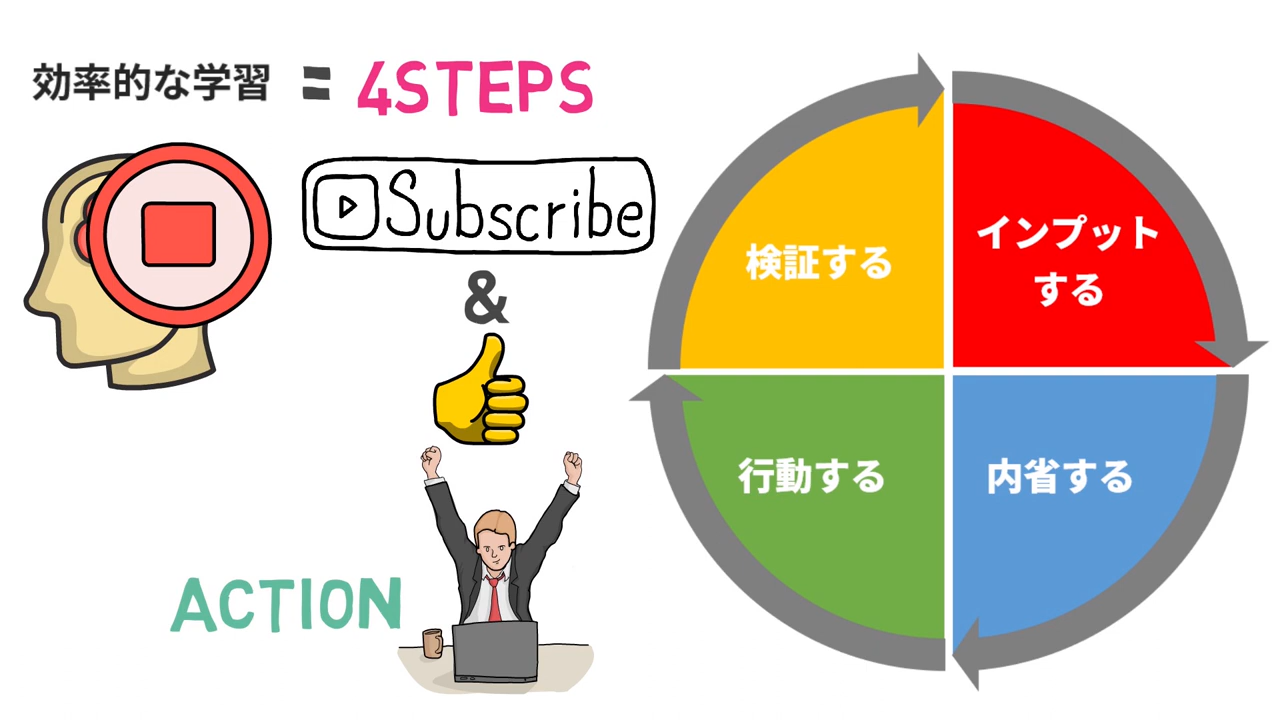 効率的な学習 = 4STEPS
Subscribe
&
ACTION
検証する
インプット
する
行動する
内省する